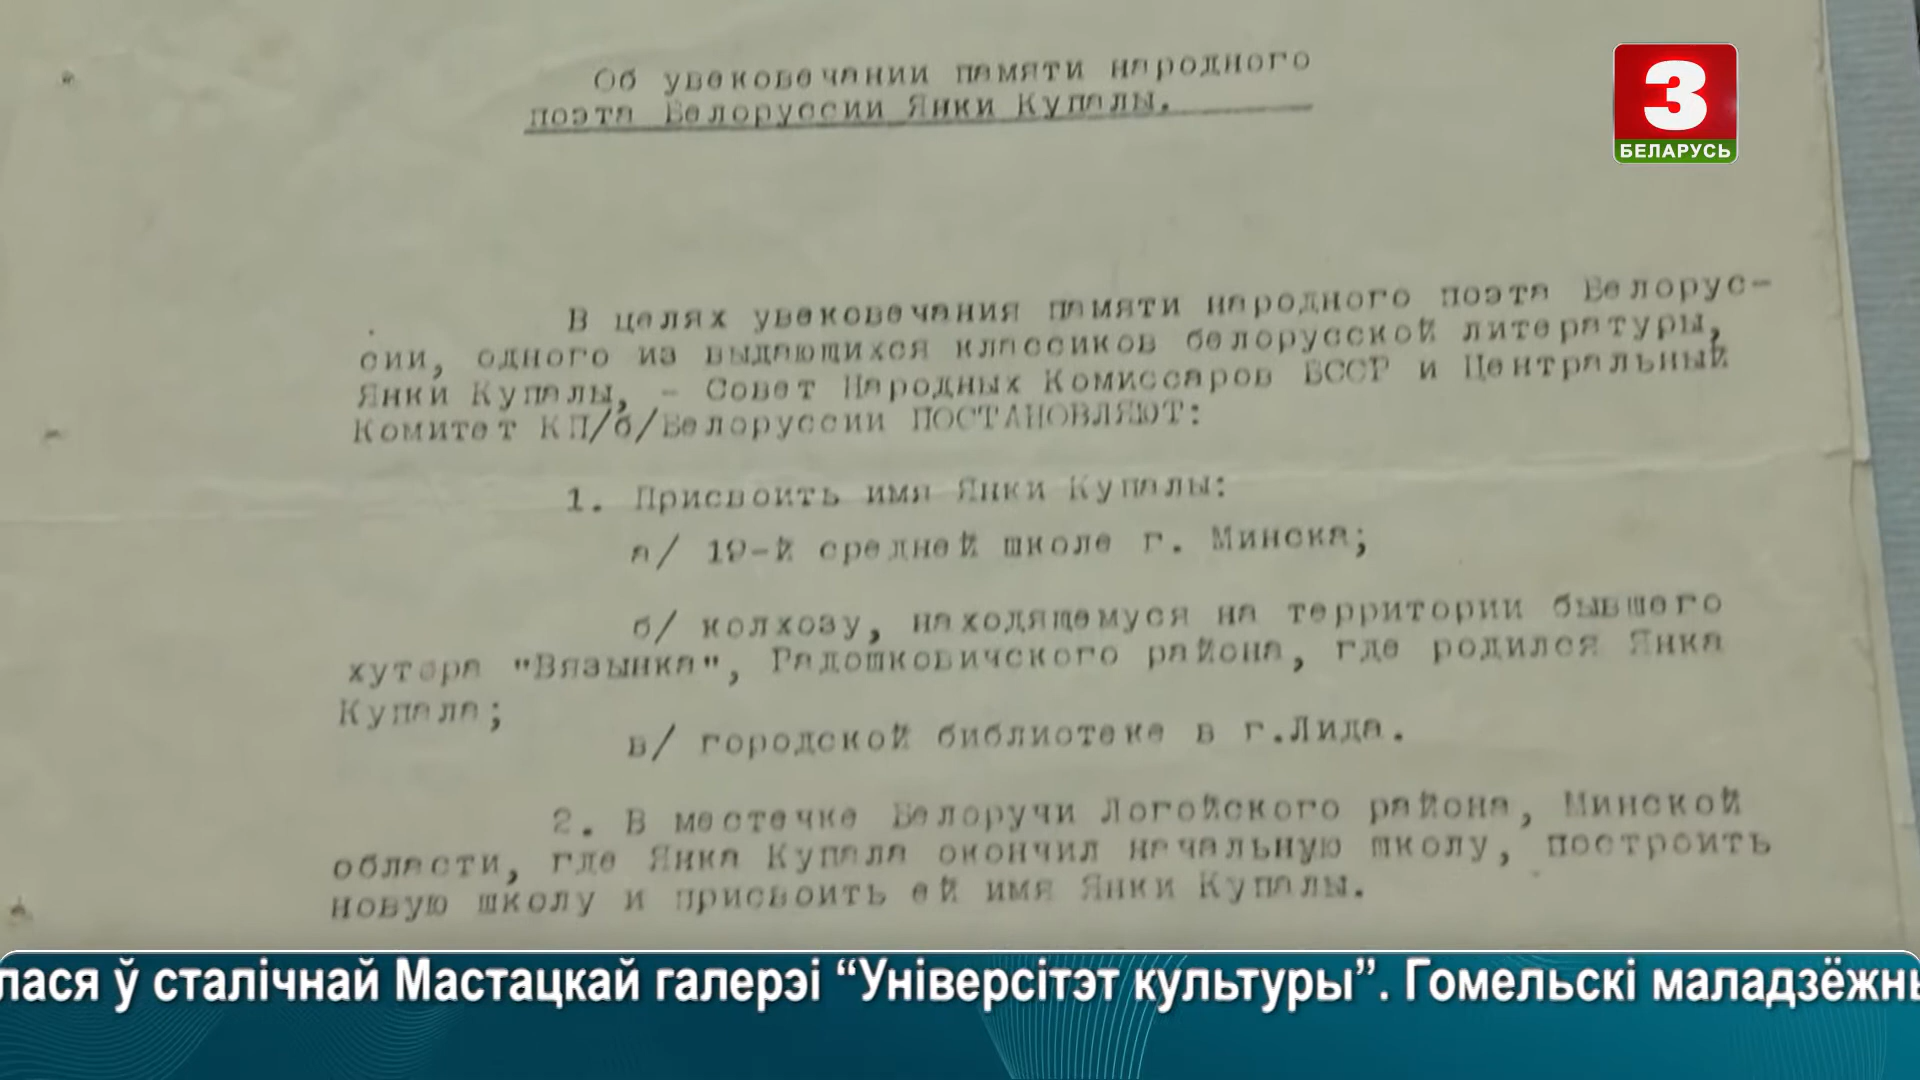 Об увековечании памяти народного
поэта Белоруссии Янки Купалы.
3
БЕЛАРУСЬ
В целях увековечания памяти народного поэта Белорус-
сии, одного из выдающихся классиков белорусской литературы,
Янки Купалы, - Совет Народных Комиссаров БССР и Центральный
Комитет КП/б/Белоруссии ПОСТАНОВЛЯЮТ:
1. Присвоить имя Янки Купалы:
а/ 19-й средней школе г. Минска;
б/ колхозу, находящемуся на территории бывшего
хутора "Вязынка", Радошковичского района, где родился Янка
Купала;
в/ городской библиотеке в г.Лида.
2. В местечке Белоручи Логойского района, Минской
области, где Янка Купала окончил начальную школу, построить
новую школу и присвоить ей имя Янки Купалы.
лася ў сталічнай Мастацкай галерэі “Універсітэт культуры”. Гомельскі маладзёжны